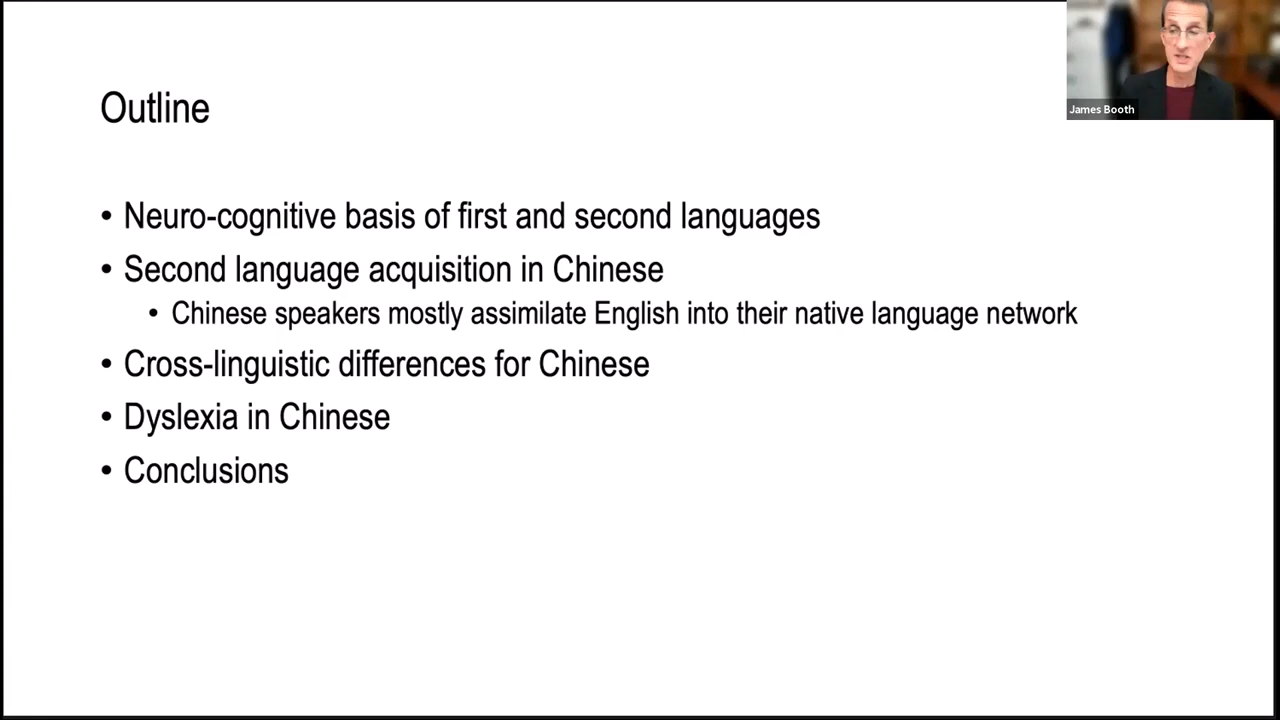 Outline
James Booth
• Neuro-cognitive basis of first and second languages
• Second language acquisition in Chinese
• Chinese speakers mostly assimilate English into their native language network
• Cross-linguistic differences for Chinese
• Dyslexia in Chinese
• Conclusions